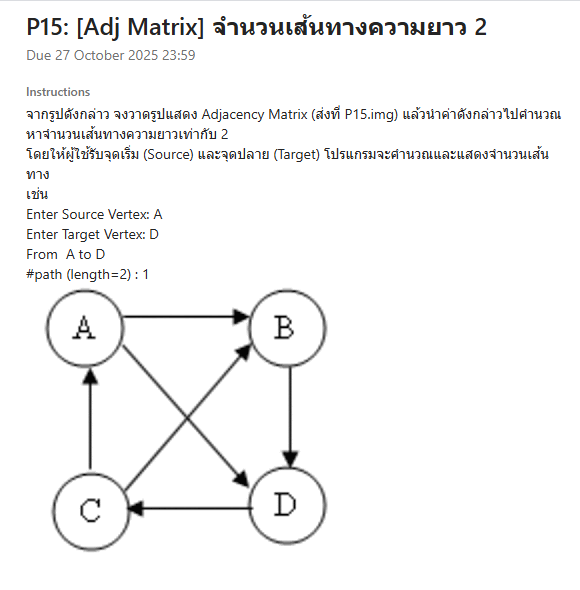 P15: [Adj Matrix] จำนวนเส้นทางความยาว 2
Due 27 October 2025 23:59
Instructions
จากรูปดังกล่าว จงวาดรูปแสดง Adjacency Matrix (ส่งที่ P15.img) แล้วนำค่าดังกล่าวไปคำนวณ
หาจำนวนเส้นทางความยาวเท่ากับ 2
โดยให้ผู้ใช้รับจุดเริ่ม (Source) และจุดปลาย (Target) โปรแกรมจะคำนวณและแสดงจำนวนเส้น
ทาง
เช่น
Enter Source Vertex: A
Enter Target Vertex: D
From  A to D
#path (length=2) : 1
A
B
C
D